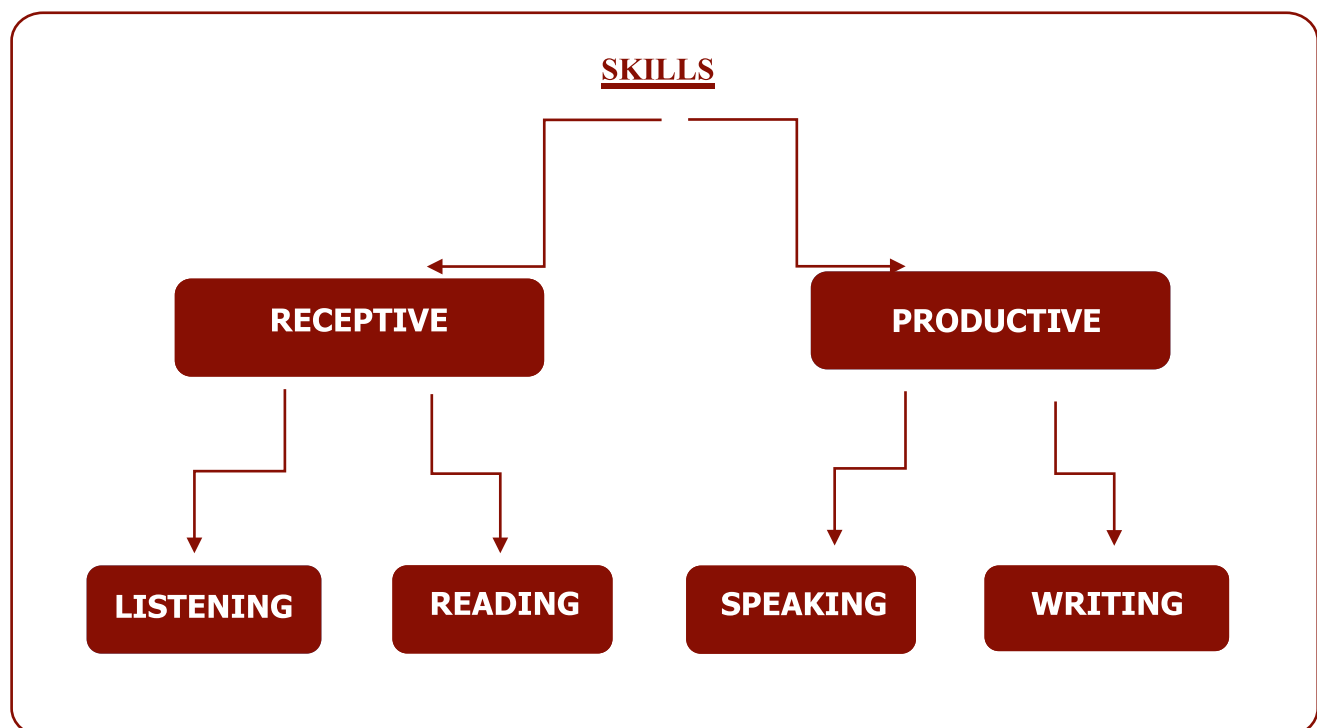 SKILLS
RECEPTIVE
PRODUCTIVE
LISTENING
READING
SPEAKING
WRITING